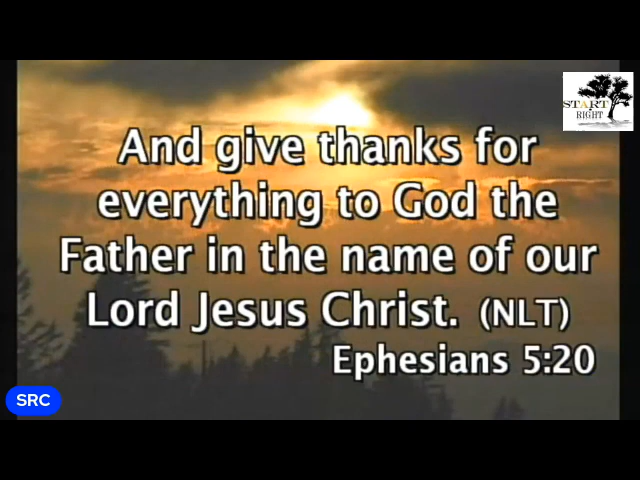 START
RIGHT
And give thanks for
everything to God the
Father in the name of our
Lord Jesus Christ. (NLT)
Ephesians 5:20
SRC